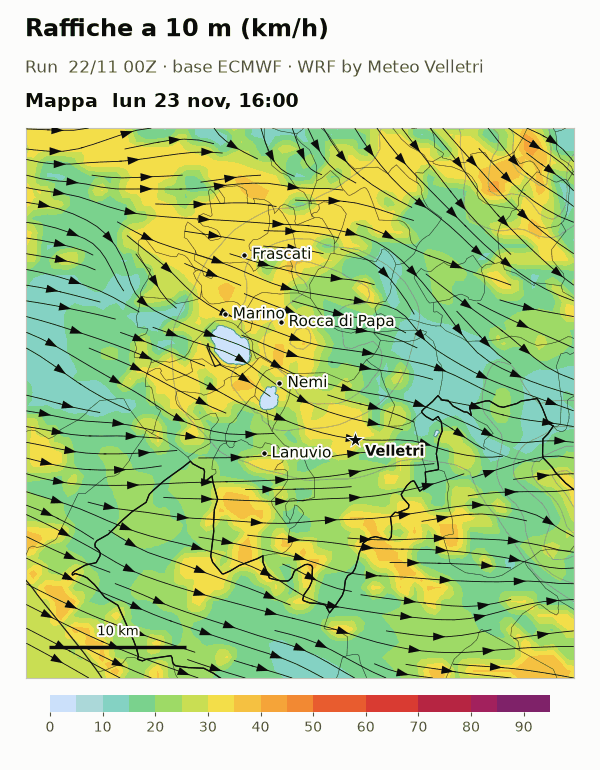 Raffiche a 10 m (km/h)
Run  22/11 00Z · base ECMWF · WRF by Meteo Velletri
Mappa  lun 23 nov, 16:00
Frascati
Marino
Rocca di Papa
Nemi
Velletri
Lanuvio
10 km
0 10 20 30 40 50 60 70 80 90